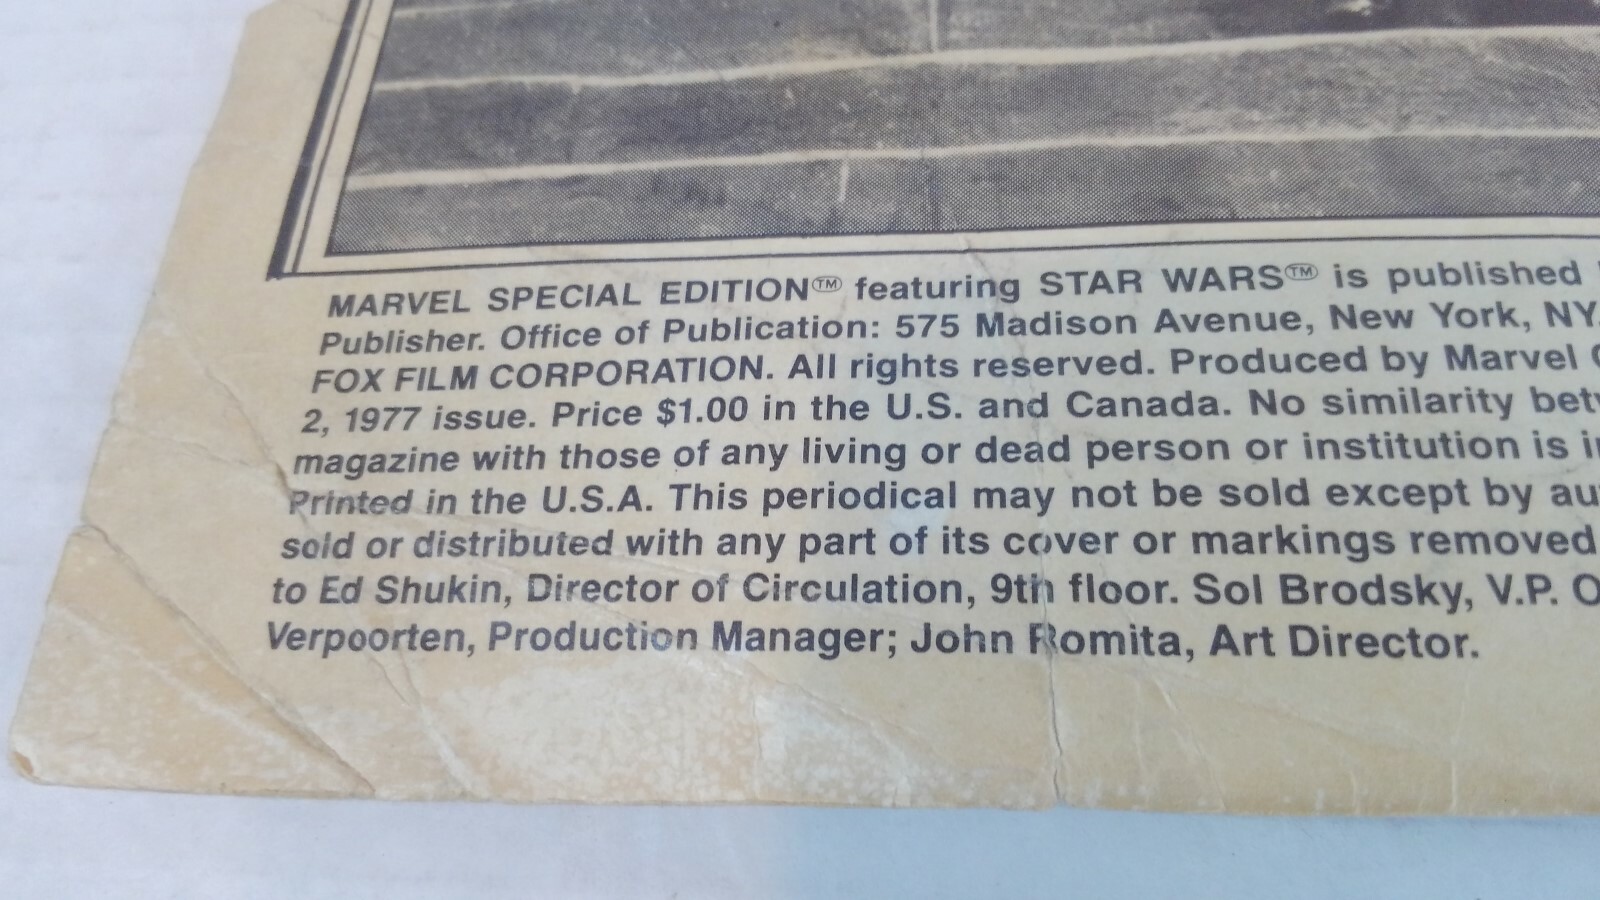 MARVEL SPECIAL EDITION™ featuring STAR WARS™ is published
Publisher. Office of Publication: 575 Madison Avenue, New York, NY.
FOX FILM CORPORATION. All rights reserved. Produced by Marvel
2, 1977 issue. Price $1.00 in the U.S. and Canada. No similarity
magazine with those of any living or dead person or institution is
Printed in the U.S.A. This periodical may not be sold except by
sold or distributed with any part of its cover or markings removed
to Ed Shukin, Director of Circulation, 9th floor. Sol Brodsky, V.P.
Verpoorten, Production Manager; John Romita, Art Director.